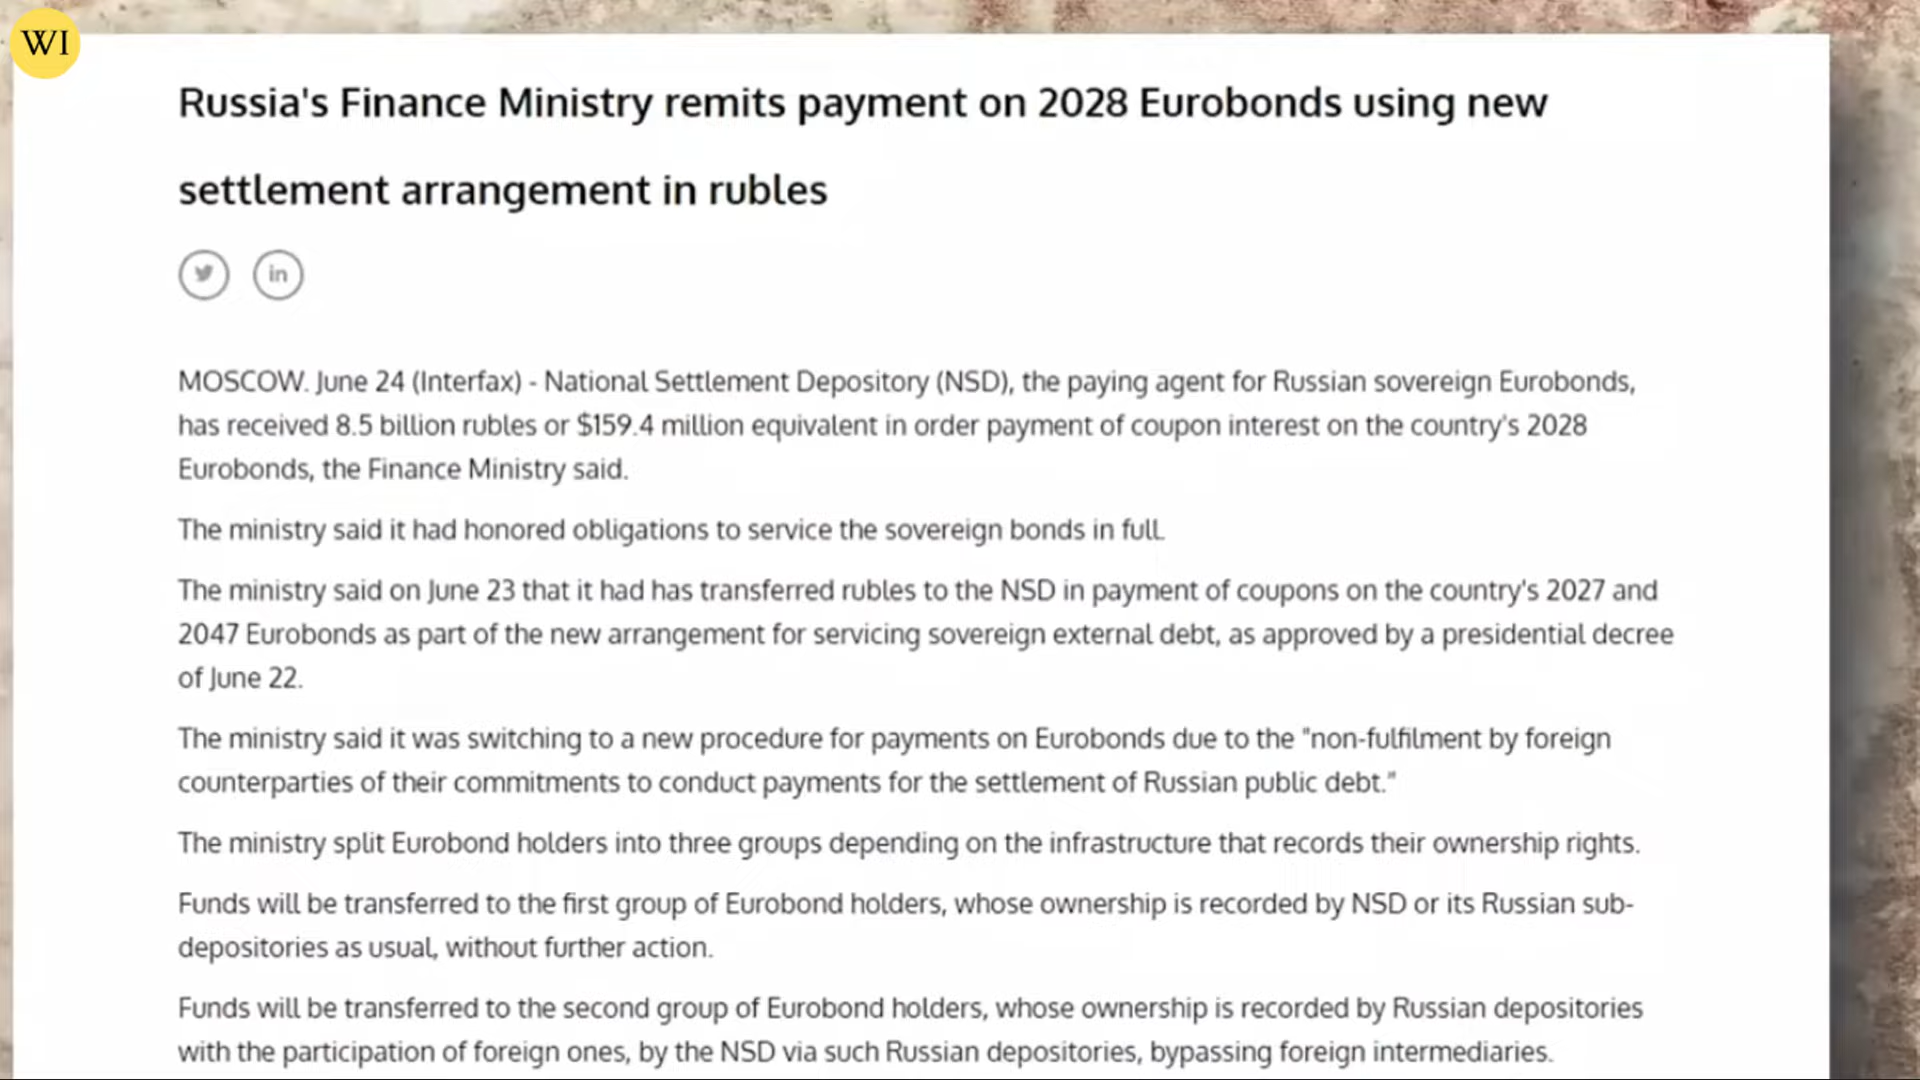 WI
Russia's Finance Ministry remits payment on 2028 Eurobonds using new
settlement arrangement in rubles
in
MOSCOW. June 24 (Interfax) - National Settlement Depository (NSD), the paying agent for Russian sovereign Eurobonds,
has received 8.5 billion rubles or $159.4 million equivalent in order payment of coupon interest on the country's 2028
Eurobonds, the Finance Ministry said.
The ministry said it had honored obligations to service the sovereign bonds in full.
The ministry said on June 23 that it had has transferred rubles to the NSD in payment of coupons on the country's 2027 and
2047 Eurobonds as part of the new arrangement for servicing sovereign external debt, as approved by a presidential decree
of June 22.
The ministry said it was switching to a new procedure for payments on Eurobonds due to the "non-fulfilment by foreign
counterparties of their commitments to conduct payments for the settlement of Russian public debt."
The ministry split Eurobond holders into three groups depending on the infrastructure that records their ownership rights.
Funds will be transferred to the first group of Eurobond holders, whose ownership is recorded by NSD or its Russian sub-
depositories as usual, without further action.
Funds will be transferred to the second group of Eurobond holders, whose ownership is recorded by Russian depositories
with the participation of foreign ones, by the NSD via such Russian depositories, bypassing foreign intermediaries.